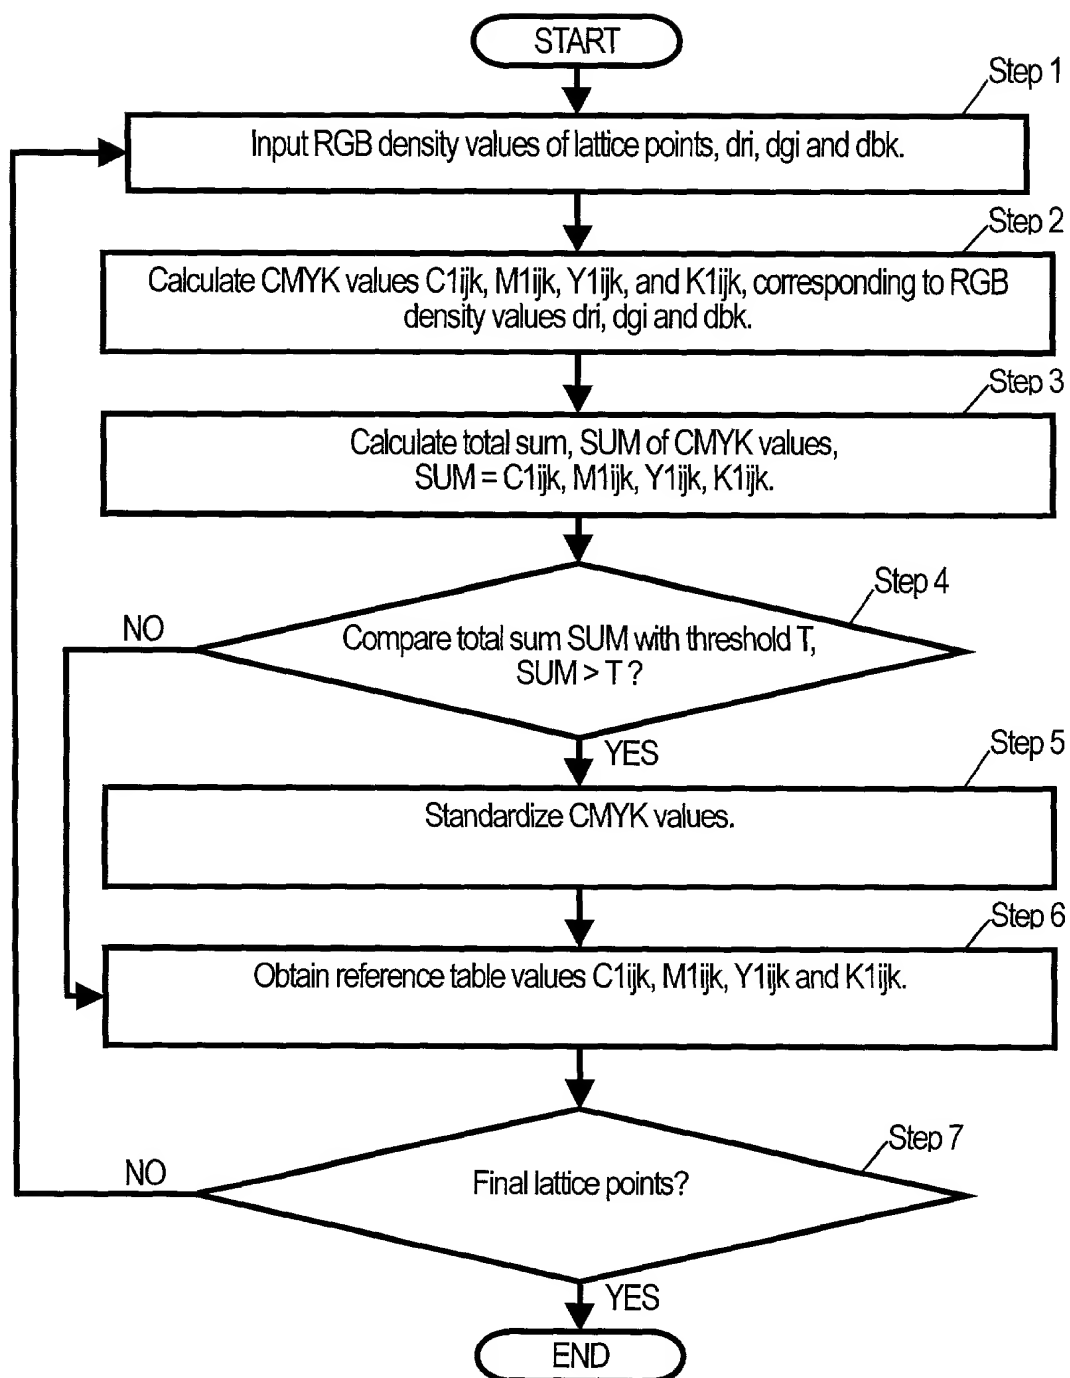 START
Step 1
Input RGB density values of lattice points, dri, dgi and dbk.
Step 2
Calculate CMYK values C1ijk, M1ijk, Y1ijk, and K1ijk, corresponding to RGB
density values dri, dgi and dbk.
Step 3
Calculate total sum, SUM of CMYK values,
SUM = C1ijk, M1ijk, Y1ijk, K1ijk.
Step 4
NO
Compare total sum SUM with threshold T,
SUM > T ?
YES
Step 5
Standardize CMYK values.
Step 6
Obtain reference table values C1ijk, M1ijk, Y1ijk and K1ijk.
Step 7
NO
Final lattice points?
YES
END